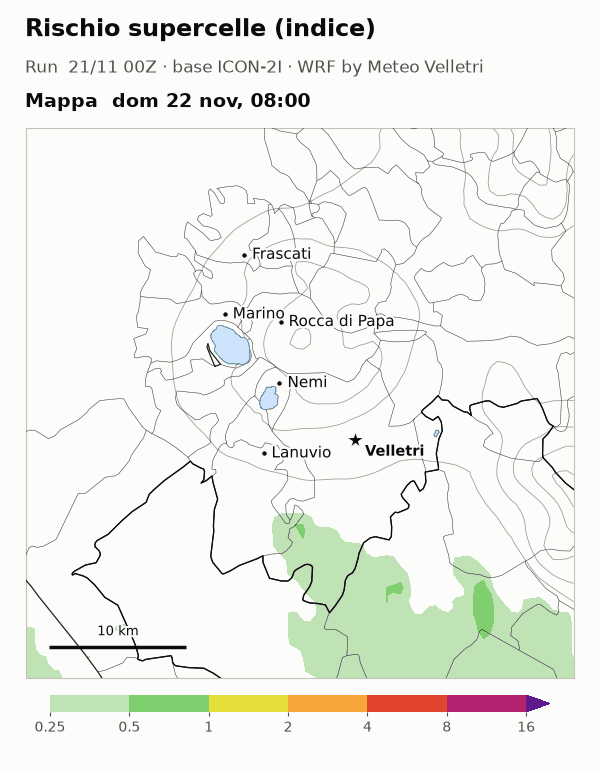 Rischio supercelle (indice)
Run  21/11 00Z · base ICON-2I · WRF by Meteo Velletri
Mappa  dom 22 nov, 08:00
Frascati
Marino
Rocca di Papa
Nemi
Velletri
Lanuvio
10 km
0.25 0.5 1 2 4 8 16